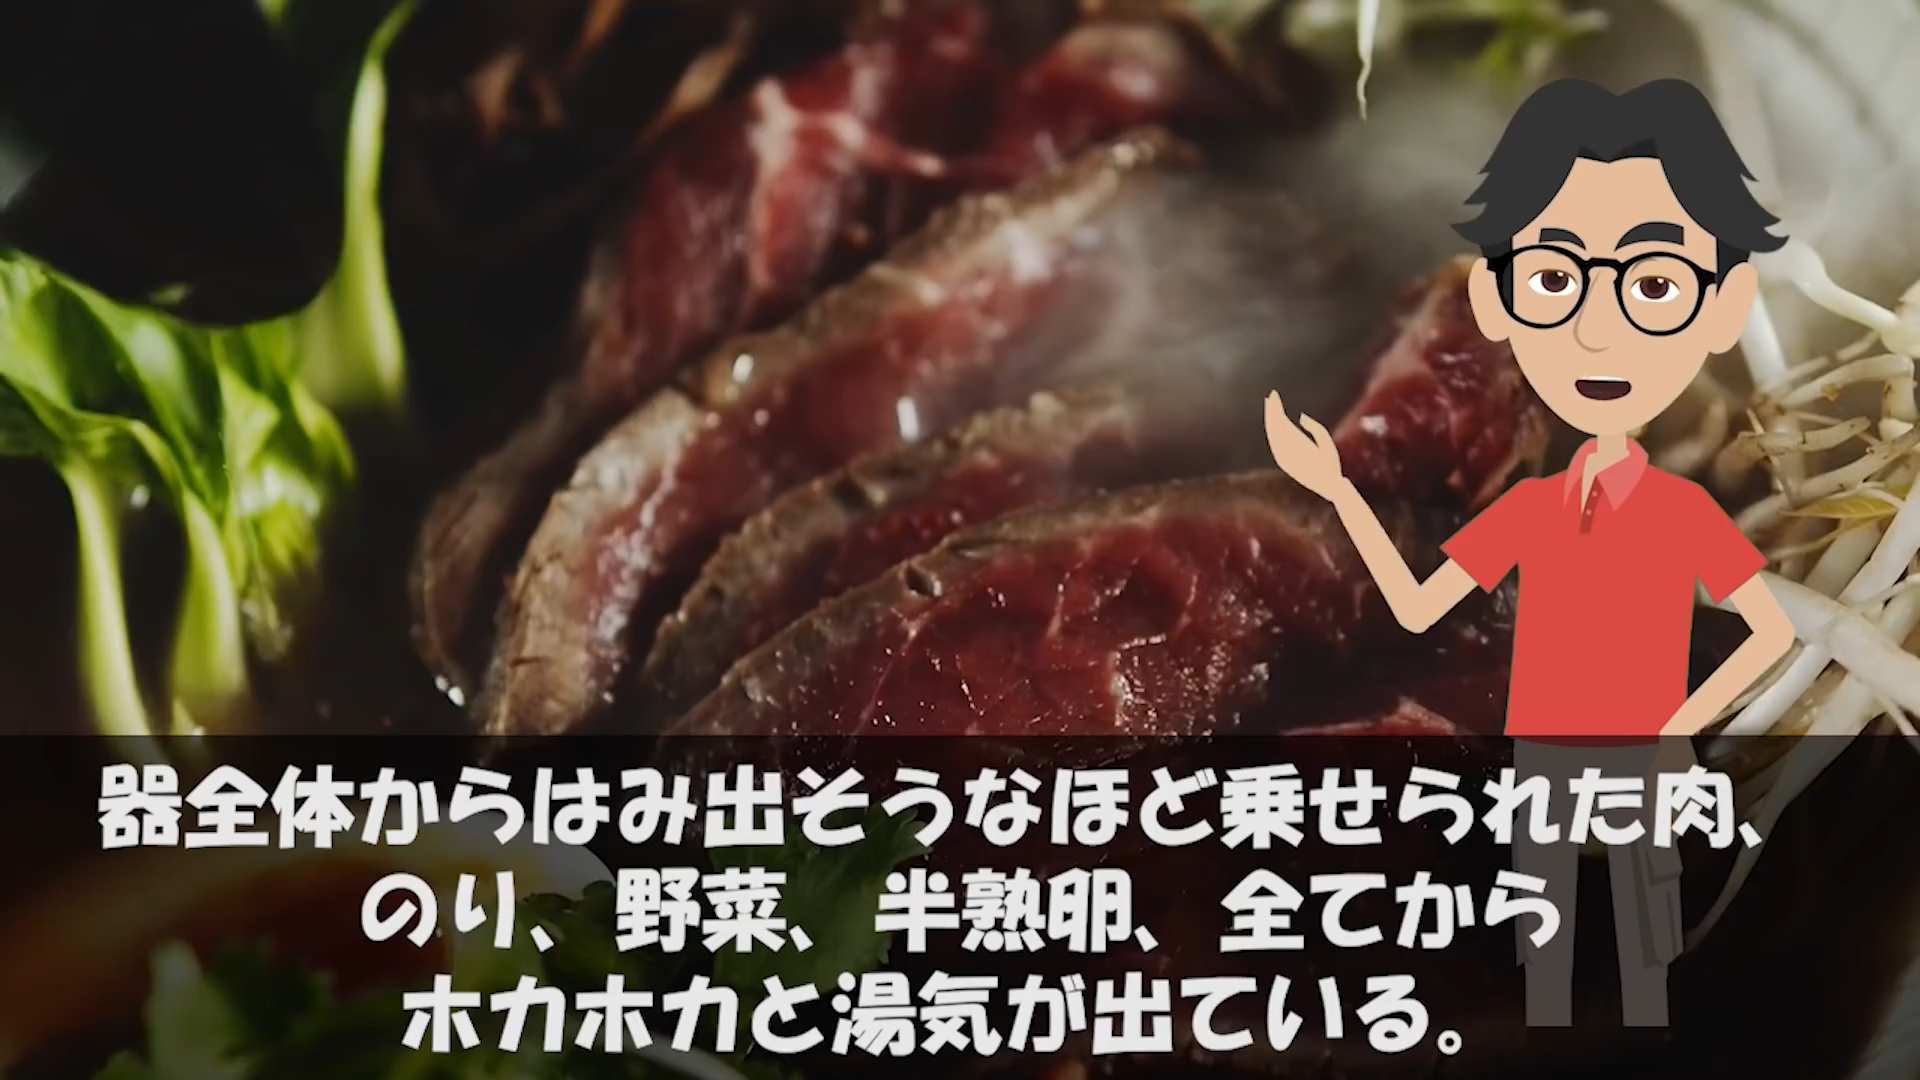 器全体からはみ出そうなほど乗せられた肉、
のり、野菜、半熟卵、全てから
ホカホカと湯気が出ている。